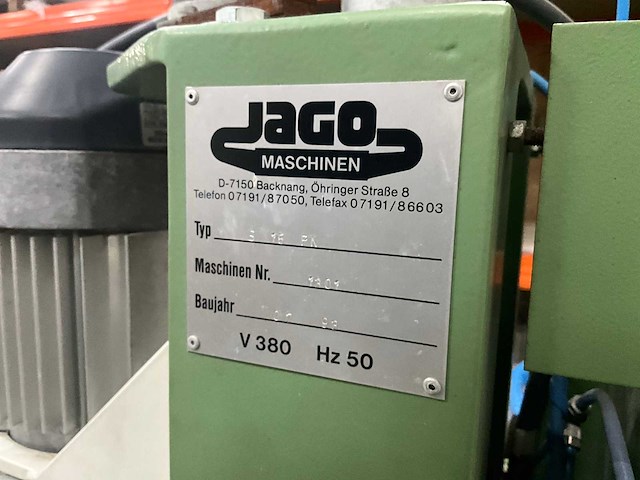 JAGO
MASCHINEN
D-7150 Backnang, Öhringer Straße 8
Telefon 07191/87050, Telefax 07191/86603
Typ
Maschinen Nr.
Baujahr
V 380 Hz 50